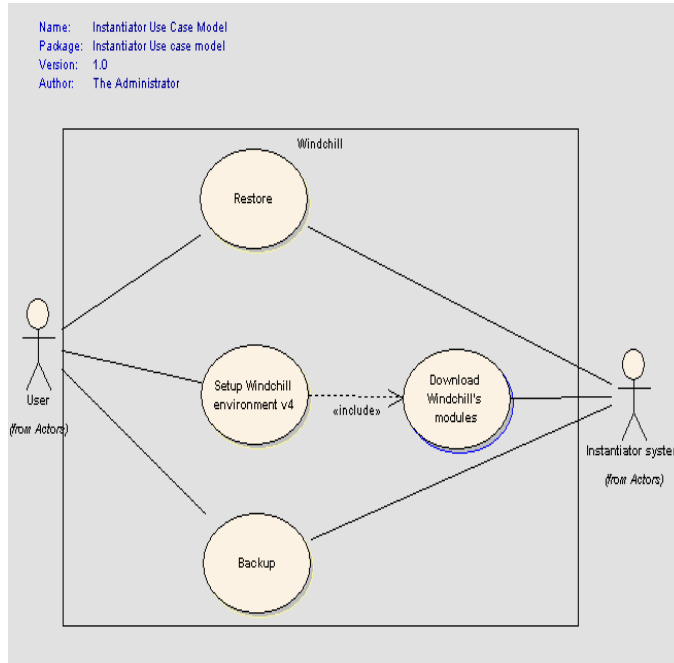 Name: Instantiator Use Case Model
Package: Instantiator Use case model
Version: 1.0
Author: The Administrator
Windchill
Restore
Setup Windchill
environment v4
«include»
Download
Windchill's
modules
User
(from Actors)
Instantiator system
(from Actors)
Backup